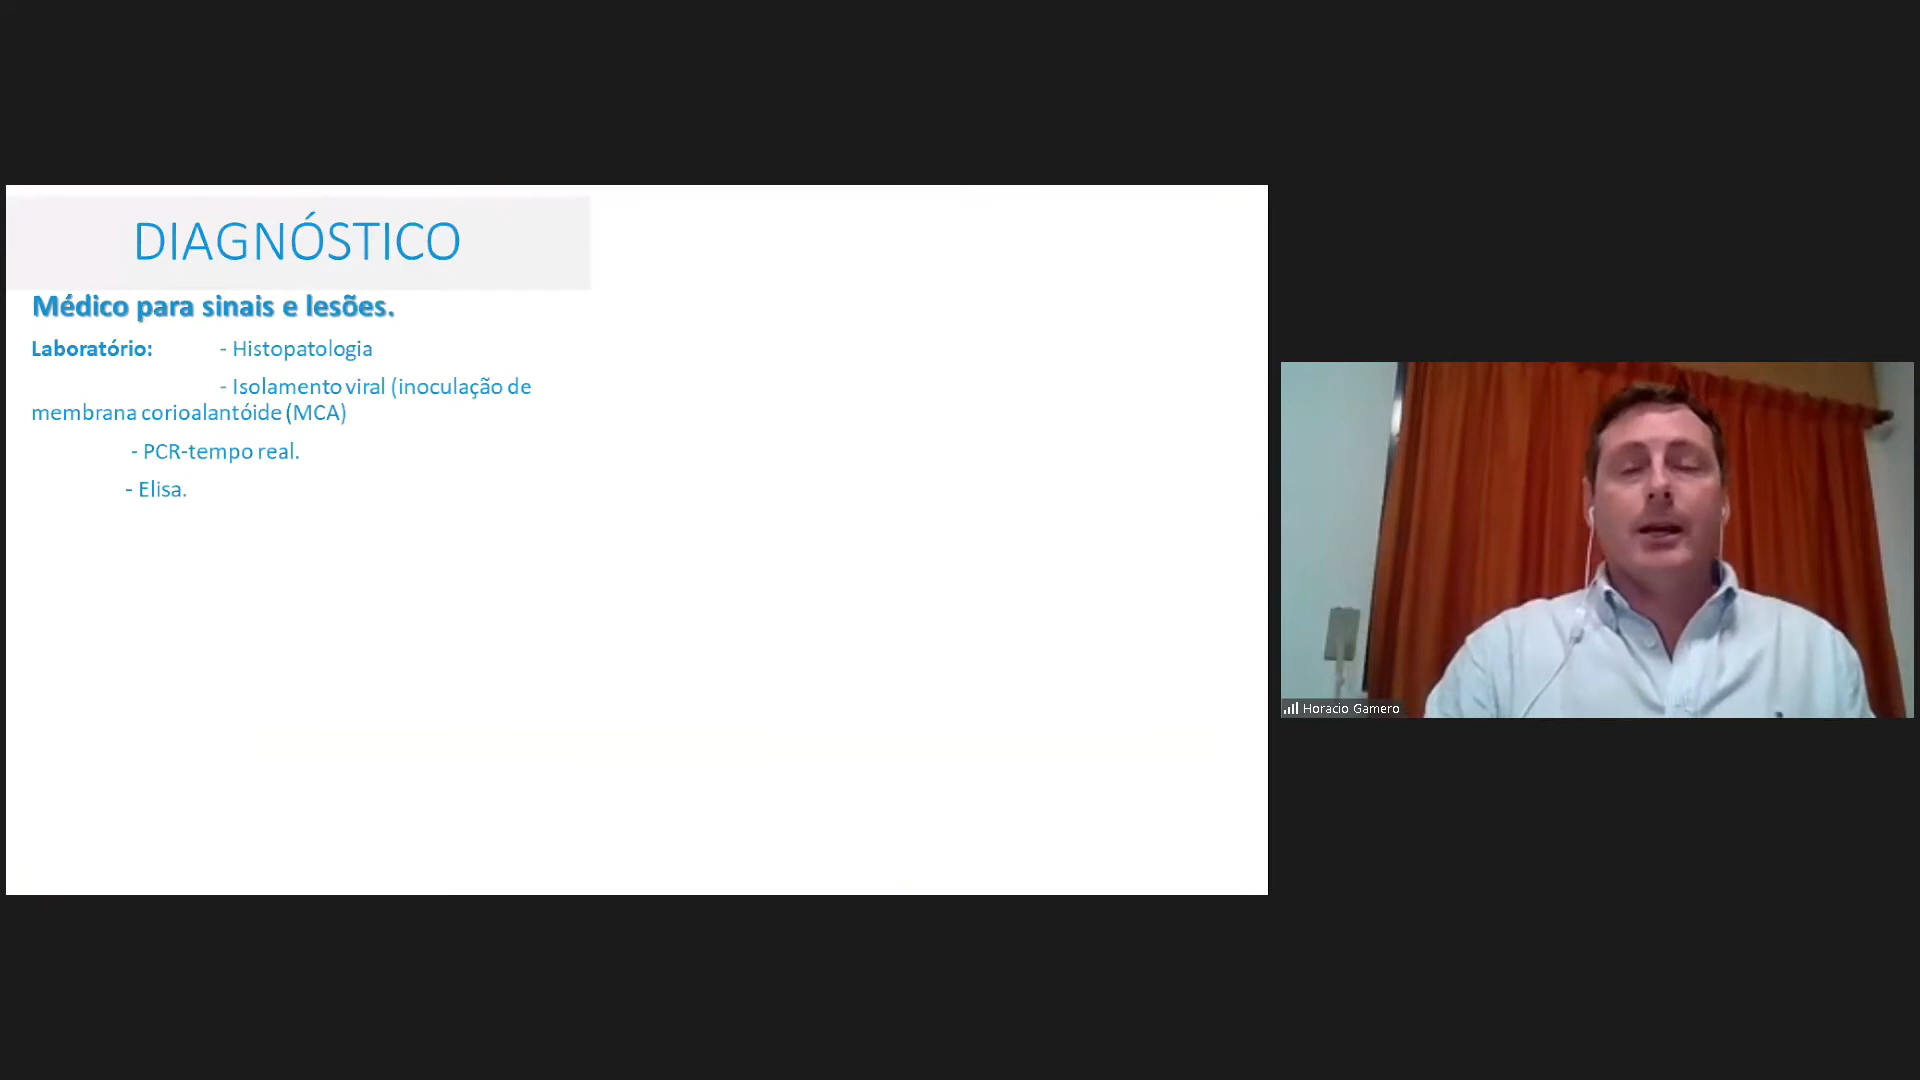 DIAGNÓSTICO
Médico para sinais e lesões.
Laboratório: - Histopatologia
- Isolamento viral (inoculação de
membrana corioalantóide (MCA)
- PCR-tempo real.
- Elisa.
Horacio Gamero